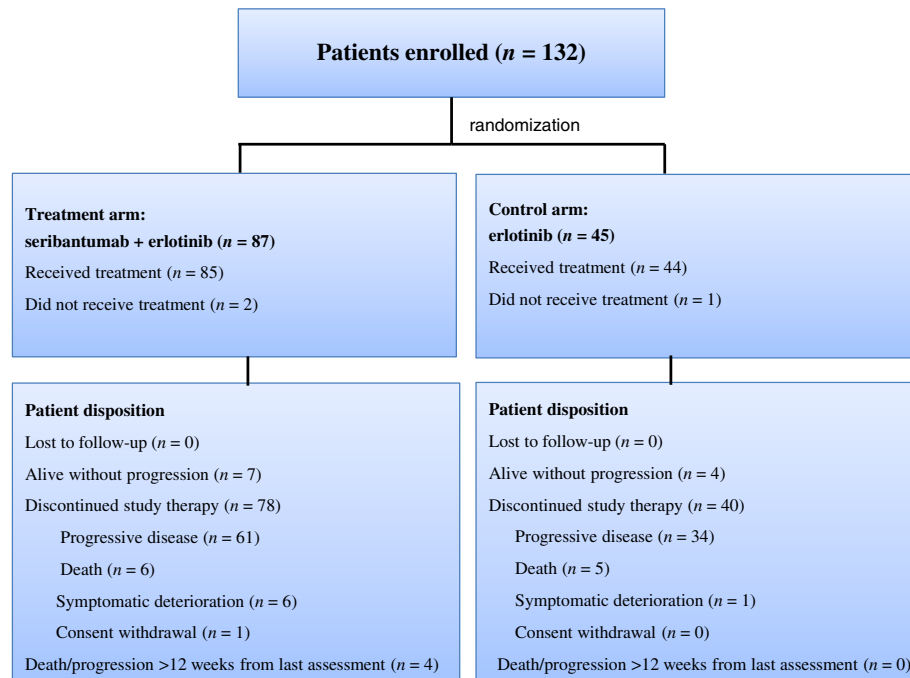 Patients enrolled (n = 132)
randomization
Treatment arm:
seribantumab + erlotinib (n = 87)
Received treatment (n = 85)
Did not receive treatment (n = 2)
Control arm:
erlotinib (n = 45)
Received treatment (n = 44)
Did not receive treatment (n = 1)
Patient disposition
Lost to follow-up (n = 0)
Alive without progression (n = 7)
Discontinued study therapy (n = 78)
Progressive disease (n = 61)
Death (n = 6)
Symptomatic deterioration (n = 6)
Consent withdrawal (n = 1)
Death/progression >12 weeks from last assessment (n = 4)
Patient disposition
Lost to follow-up (n = 0)
Alive without progression (n = 4)
Discontinued study therapy (n = 40)
Progressive disease (n = 34)
Death (n = 5)
Symptomatic deterioration (n = 1)
Consent withdrawal (n = 0)
Death/progression >12 weeks from last assessment (n = 0)